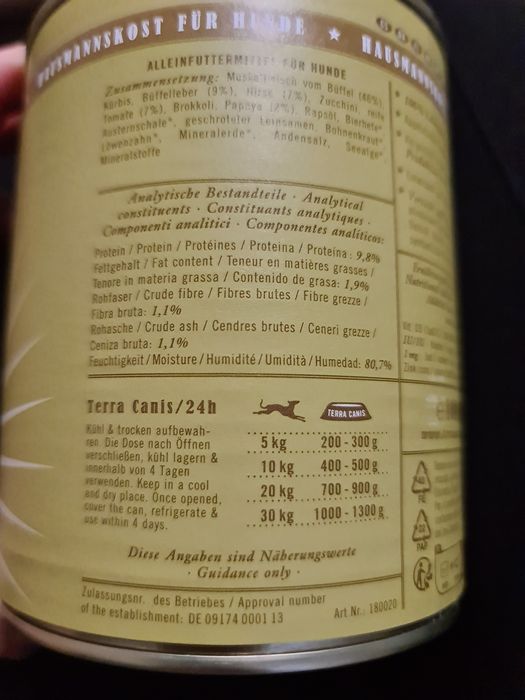 HAUSMANNSKOST FÜR HUNDE ★ HAUSMANNSKOST
ALLEINFUTTERMITTEL FÜR HUNDE
Zusammensetzung: Muskelfleisch vom Büffel (46%),
Kürbis, Büffelleber (9%), Hirse (7%), Zucchini, reife
Tomate (7%), Brokkoli, Papaya (2%), Rapsöl, Bierhefe*,
Austernschale*, geschroteter Leinsamen, Bohnenkraut*,
Löwenzahn*, Mineralerde*, Andensalz, Seealge*,
Mineralstoffe
Analytische Bestandteile · Analytical
constituents · Constituants analytiques ·
Componenti analitici · Componentes analíticos:
Protein / Protein / Protéines / Proteina / Proteína: 9,8%
Fettgehalt / Fat content / Teneur en matières grasses /
Tenore in materia grassa / Contenido de grasa: 1,9%
Rohfaser / Crude fibre / Fibres brutes / Fibre grezze /
Fibra bruta: 1,1%
Rohasche / Crude ash / Cendres brutes / Ceneri grezze /
Ceniza bruta: 1,1%
Feuchtigkeit / Moisture / Humidité / Umidità / Humedad: 80,7%
Terra Canis/24h
TERRA CANIS
Kühl & trocken aufbewah-
ren. Die Dose nach Öffnen
verschließen, kühl lagern &
innerhalb von 4 Tagen
verwenden. Keep in a cool
and dry place. Once opened,
cover the can, refrigerate &
use within 4 days.
5 kg 200 - 300 g
10 kg 400 - 500 g
20 kg 700 - 900 g
30 kg 1000 - 1300 g
Diese Angaben sind Näherungswerte
· Guidance only ·
Zulassungsnr. des Betriebes / Approval number
of the establishment: DE 09174 0001 13
Art Nr.: 180020
40
FE
PAP